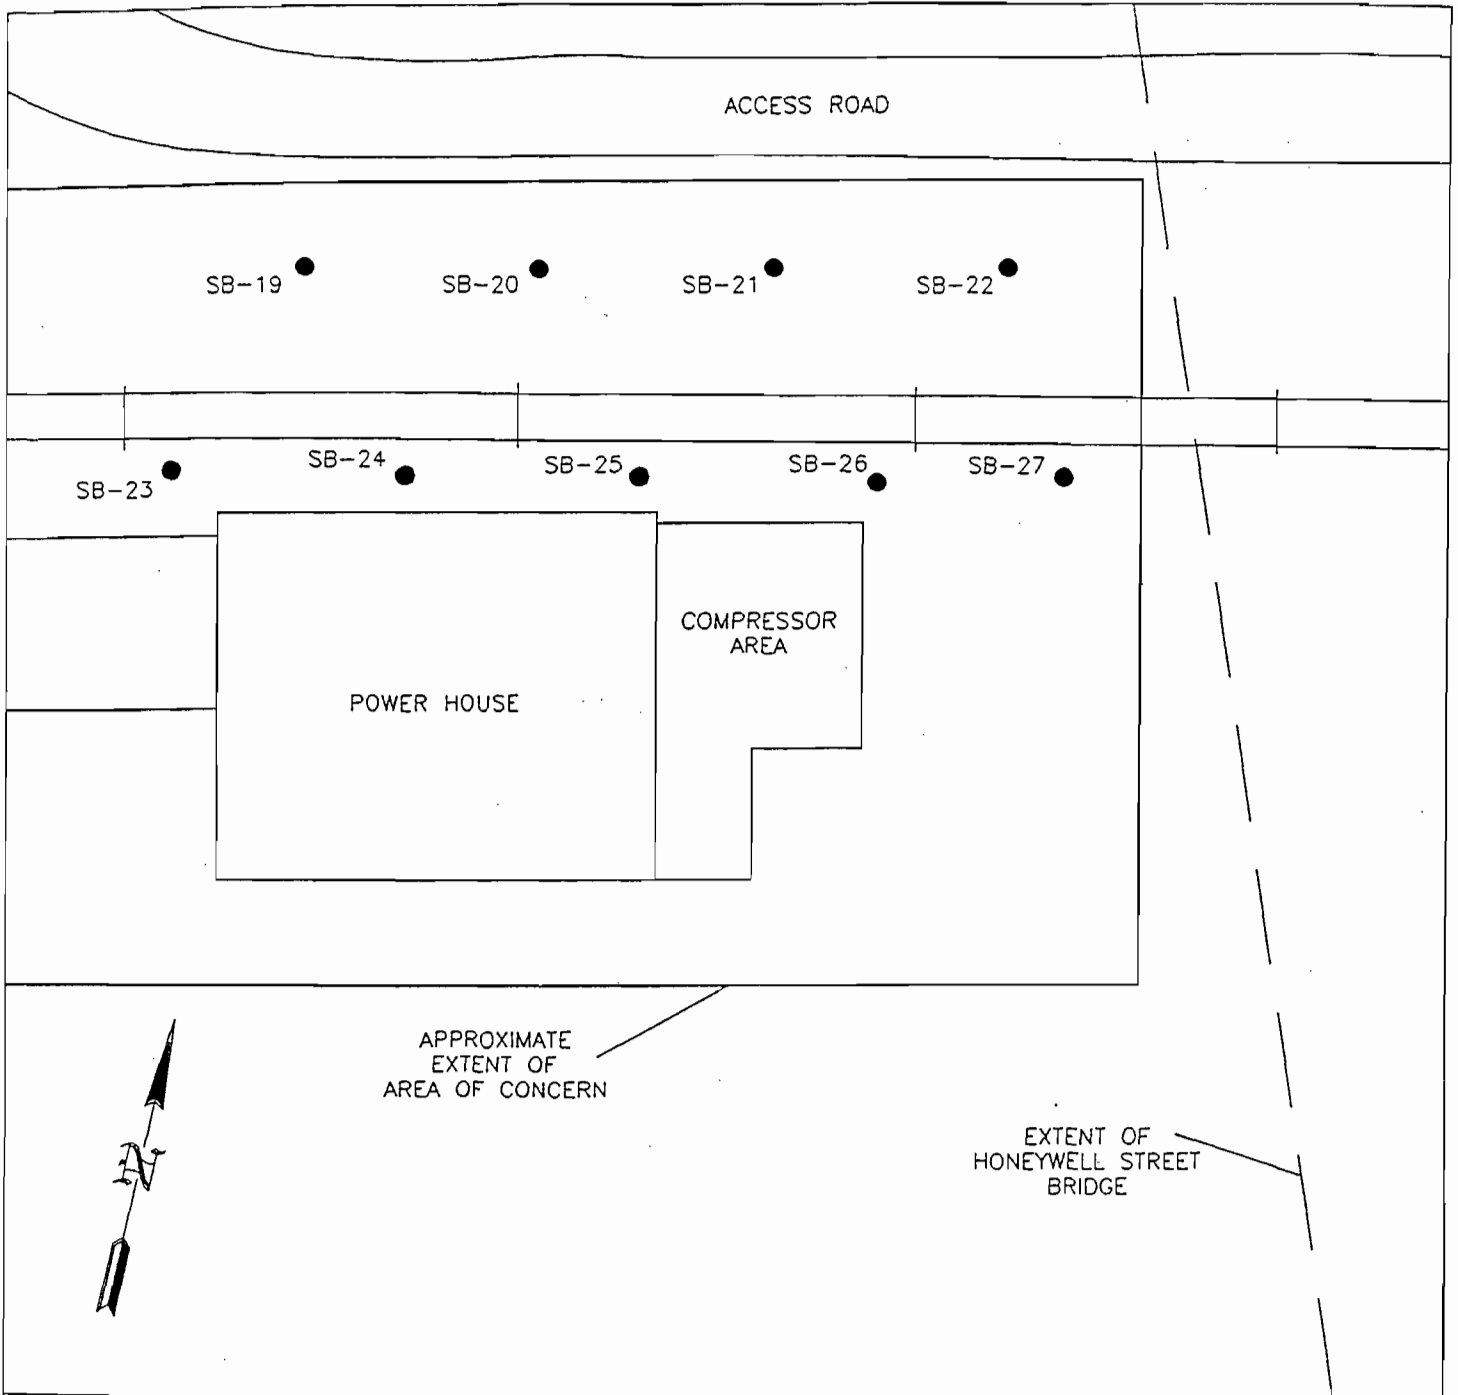 ACCESS ROAD
SB-19
SB-20
SB-21
SB-22
SB-23
SB-24
SB-25
SB-26
SB-27
COMPRESSOR
AREA
POWER HOUSE
APPROXIMATE
EXTENT OF
AREA OF CONCERN
N
EXTENT OF
HONEYWELL STREET
BRIDGE